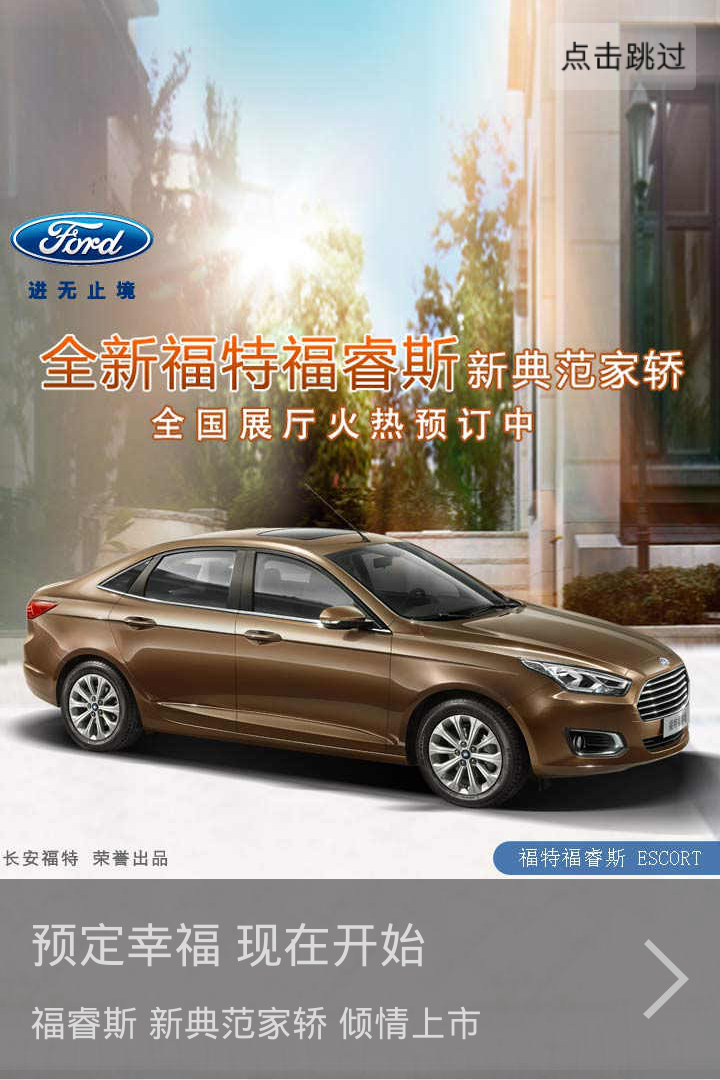 点击跳过
Ford
进无止境
全新福特福睿斯 新典范家轿
全国展厅火热预订中
长安福特 荣誉出品
福特福睿斯 ESCORT
预定幸福 现在开始
福睿斯 新典范家轿 倾情上市